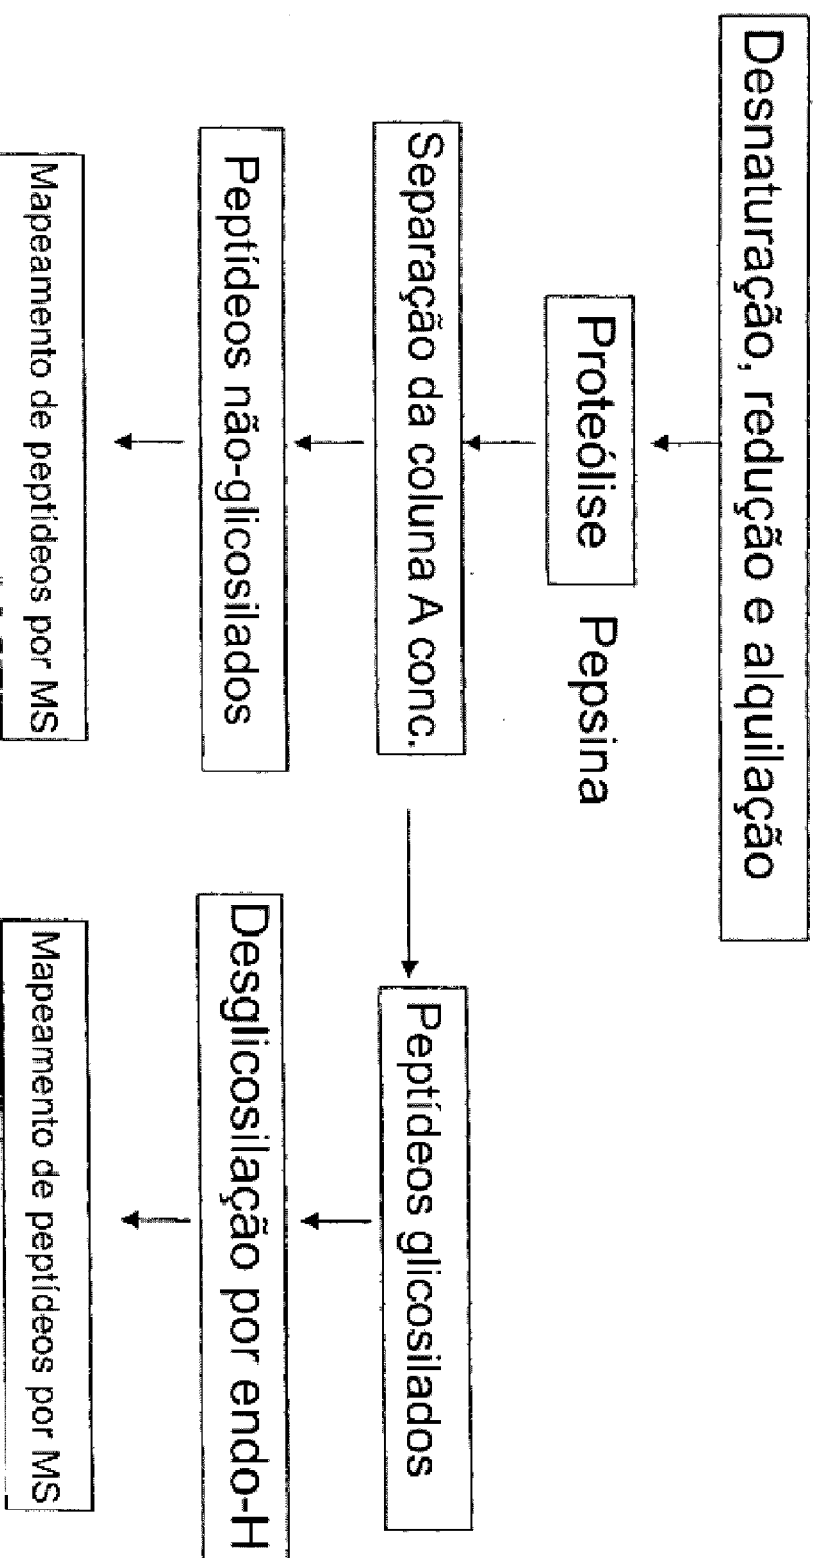 Desnaturação, redução e alquilação
Proteólise
Pepsina
Separação da coluna A conc.
Peptídeos glicosilados
Peptídeos não-glicosilados
Desglicosilação por endo-H
Mapeamento de peptídeos por MS
Mapeamento de peptídeos por MS